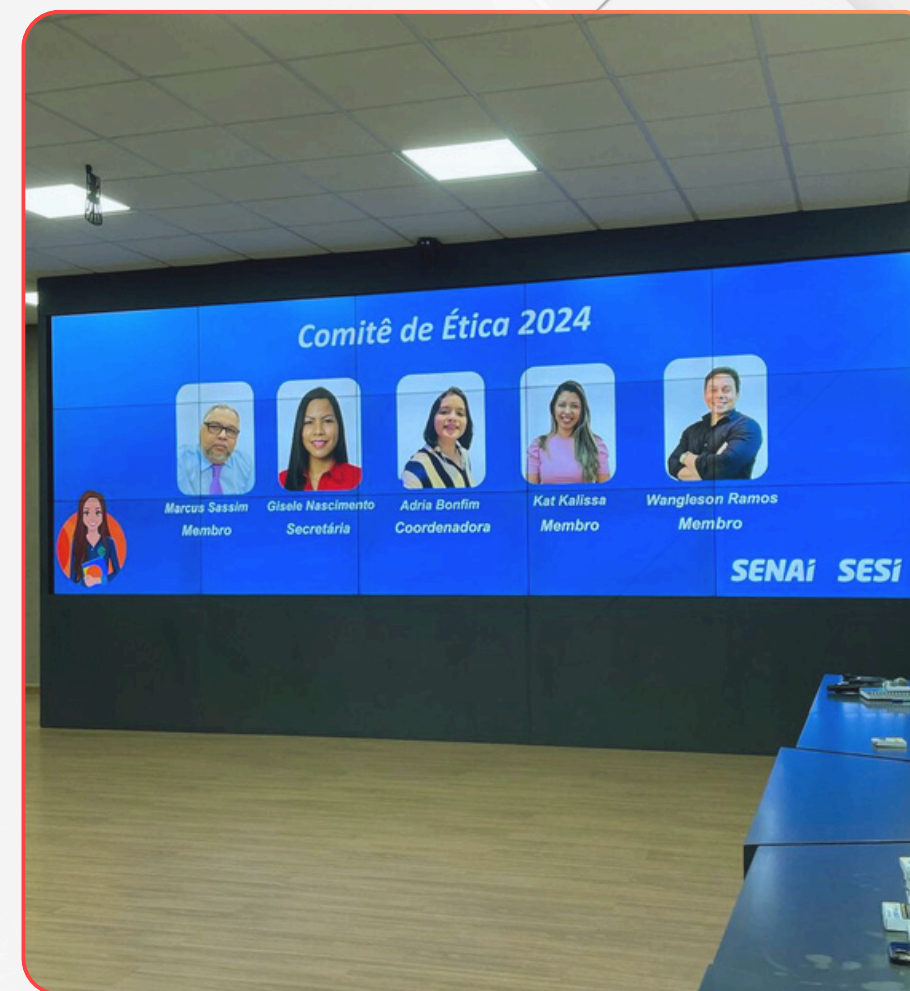 Comitê de Ética 2024
Marcus Sassim
Membro
Gisele Nascimento
Secretária
Adria Bonfim
Coordenadora
Kat Kalissa
Membro
Wangleson Ramos
Membro
SENAI SESI